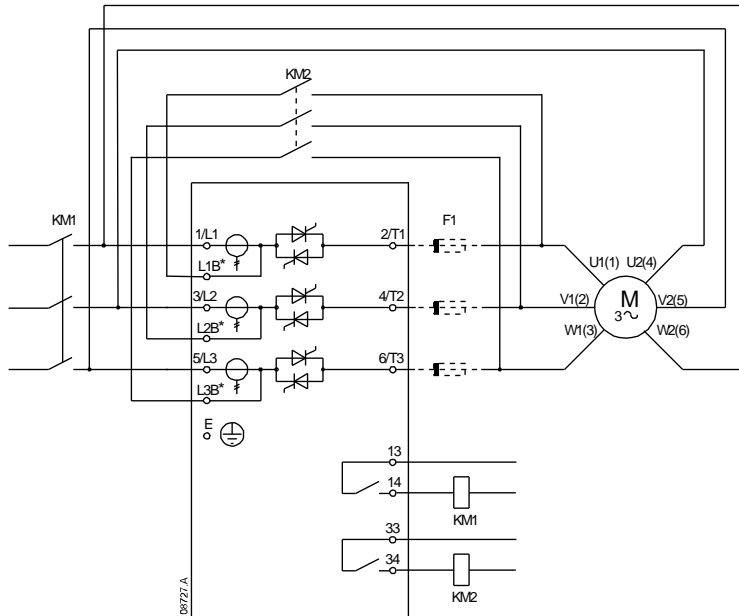 KM2
KM1
1/L1
2/T1
F1
L1B*
U1(1)
U2(4)
3/L2
4/T2
V1(2)
M
3~
V2(5)
L2B*
W1(3)
W2(6)
5/L3
6/T3
L3B*
E
13
14
KM1
33
34
KM2
08727.A